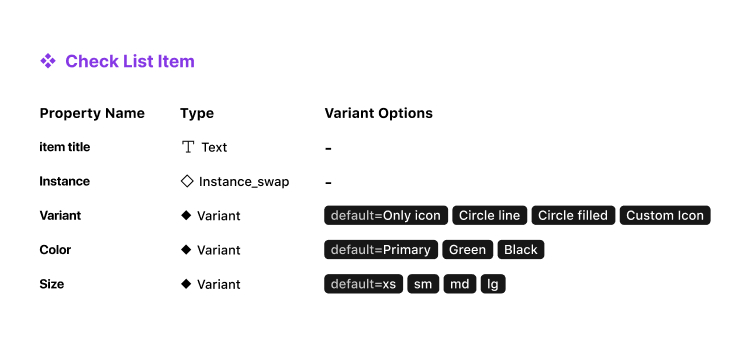 Check List Item
Property Name Type Variant Options
item title Text -
Instance Instance_swap -
Variant Variant default=Only icon Circle line Circle filled Custom Icon
Color Variant default=Primary Green Black
Size Variant default=xs sm md lg